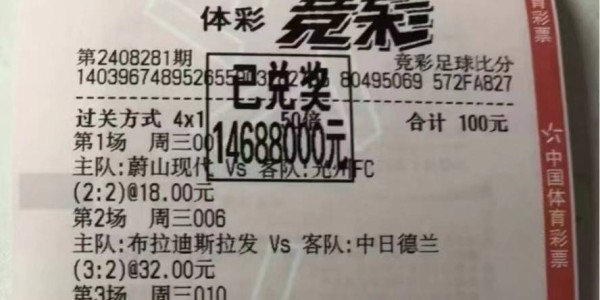 体彩 竞彩
第2408281期 竞彩足球比分
80495069 572FA827
已兑奖
14688000元
过关方式 4x1 50倍 合计 100元
第1场 周三00
主队:蔚山现代 Vs 客队:光州FC
(2:2)@18.00元
第2场 周三006
主队:布拉迪斯拉发 Vs 客队:中日德兰
(3:2)@32.00元
第3场 周三010
体育彩票
中国体育彩票